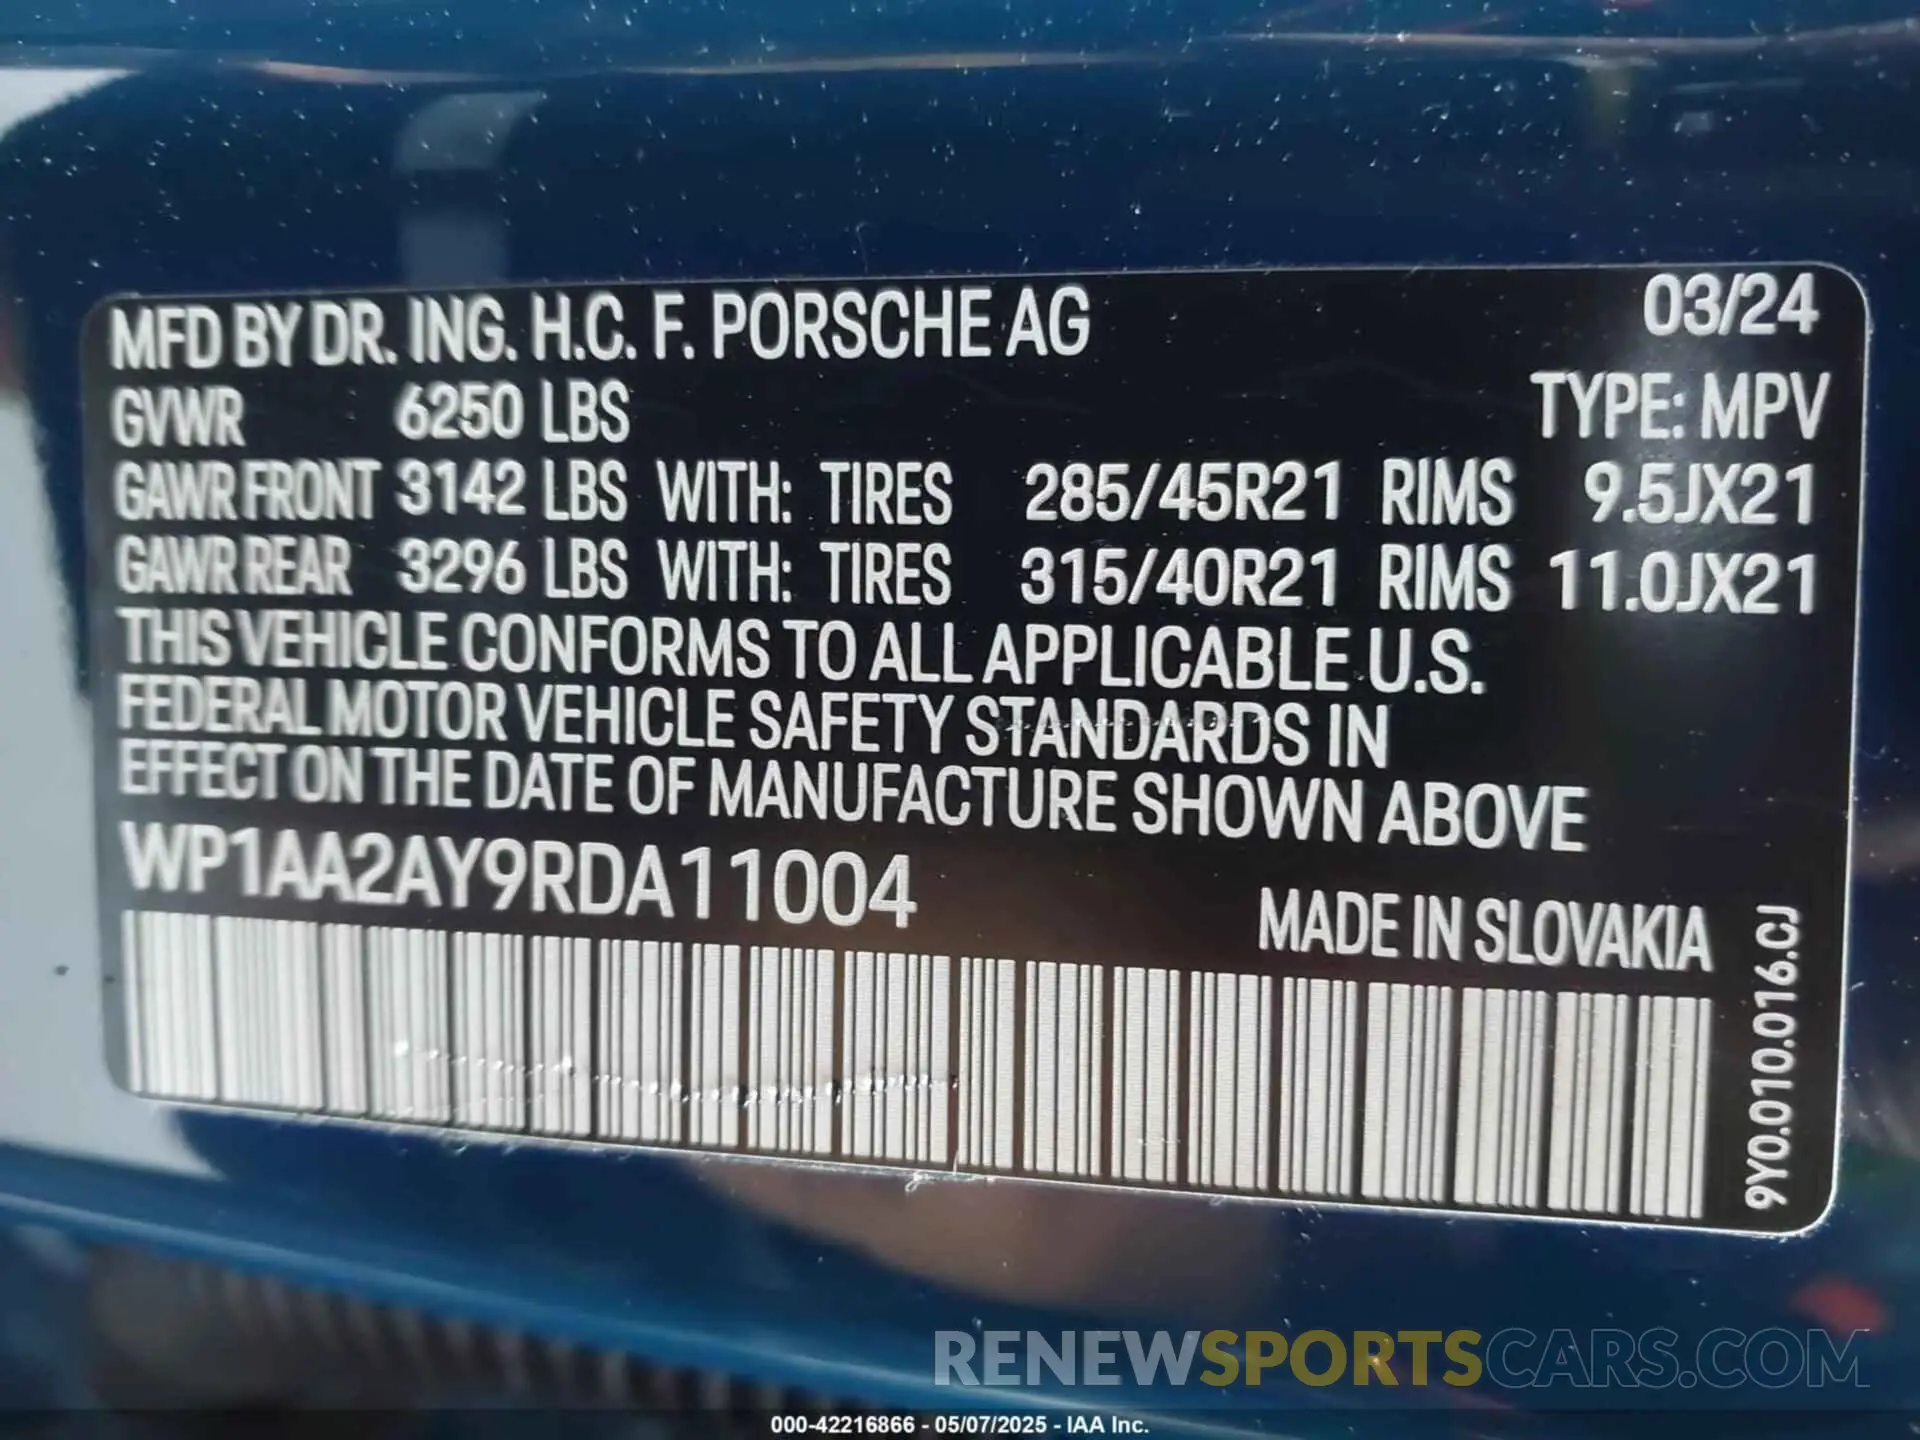 MFD BY DR. ING. H.C. F. PORSCHE AG 03/24
GVWR 6250 LBS TYPE: MPV
GAWR FRONT 3142 LBS WITH: TIRES 285/45R21 RIMS 9.5JX21
GAWR REAR 3296 LBS WITH: TIRES 315/40R21 RIMS 11.0JX21
THIS VEHICLE CONFORMS TO ALL APPLICABLE U.S.
FEDERAL MOTOR VEHICLE SAFETY STANDARDS IN
EFFECT ON THE DATE OF MANUFACTURE SHOWN ABOVE
WP1AA2AY9RDA11004
MADE IN SLOVAKIA
9Y0.010.016.CJ
RENEWSPORTSCARS.COM
000-42216866 - 05/07/2025 - IAA Inc.